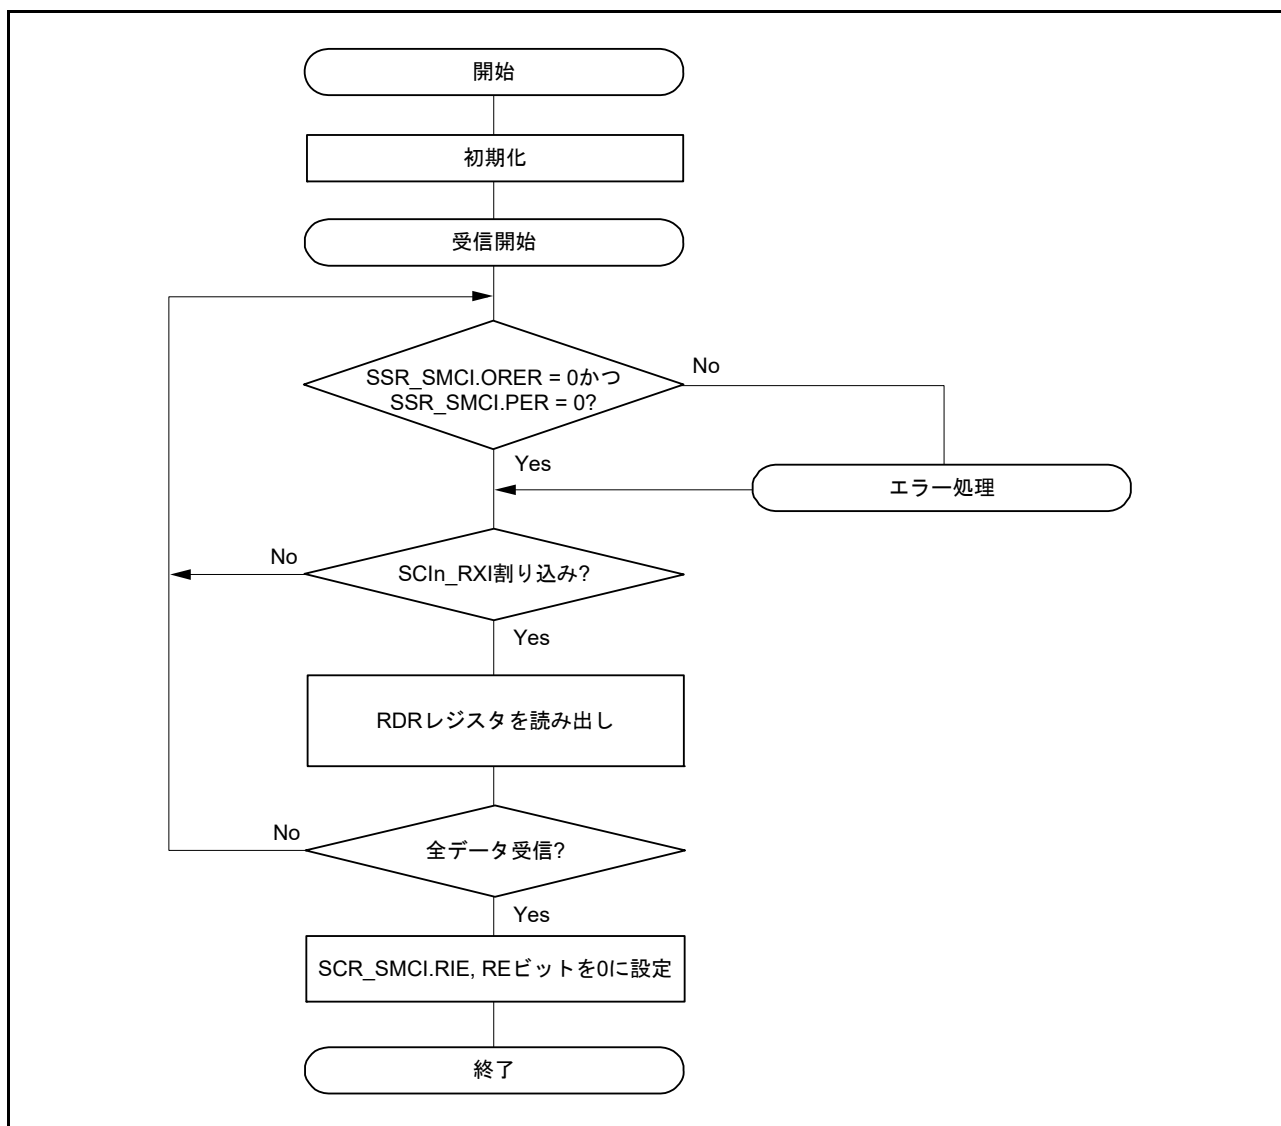 開始
初期化
受信開始
SSR_SMCI.ORER = 0かつ
SSR_SMCI.PER = 0?
No
Yes
エラー処理
No
SCIn_RXI割り込み?
Yes
RDRレジスタを読み出し
No
全データ受信?
Yes
SCR_SMCI.RIE, REビットを0に設定
終了